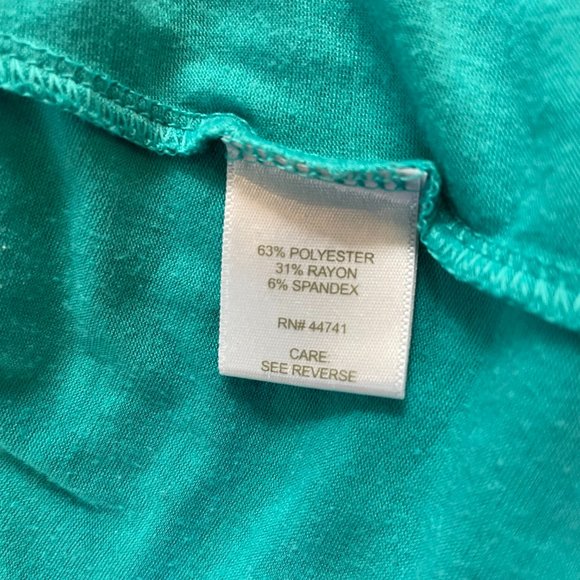 63% POLYESTER
31% RAYON
6% SPANDEX
RN# 44741
CARE:
SEE REVERSE